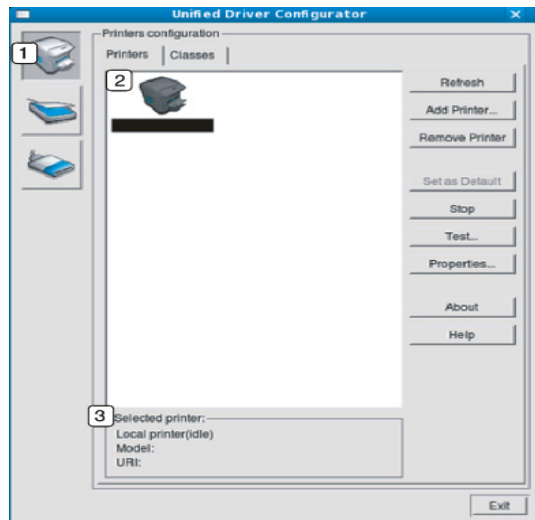 Unified Driver Configurator
Printers configuration
1
Printers Classes
2
Refresh
Add Printer...
Remove Printer
Set as Default
Stop
Test...
Properties...
About
Help
3
Selected printer:
Local printer(idle)
Model:
URI:
Exit